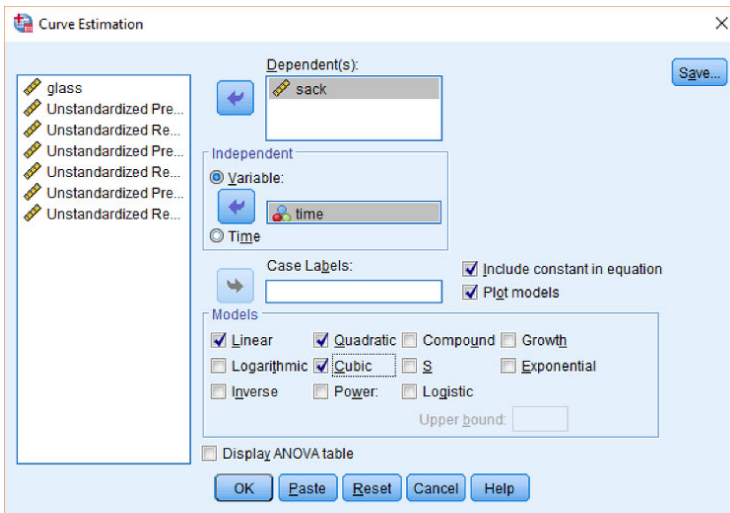 Curve Estimation
glass
Unstandardized Pre...
Unstandardized Re...
Unstandardized Pre...
Unstandardized Re...
Unstandardized Pre...
Unstandardized Re...
Dependent(s):
sack
Save...
Independent
Variable:
time
Time
Case Labels:
Include constant in equation
Plot models
Models
Linear Quadratic Compound Growth
Logarithmic Cubic S Exponential
Inverse Power: Logistic
Upper bound:
Display ANOVA table
OK Paste Reset Cancel Help